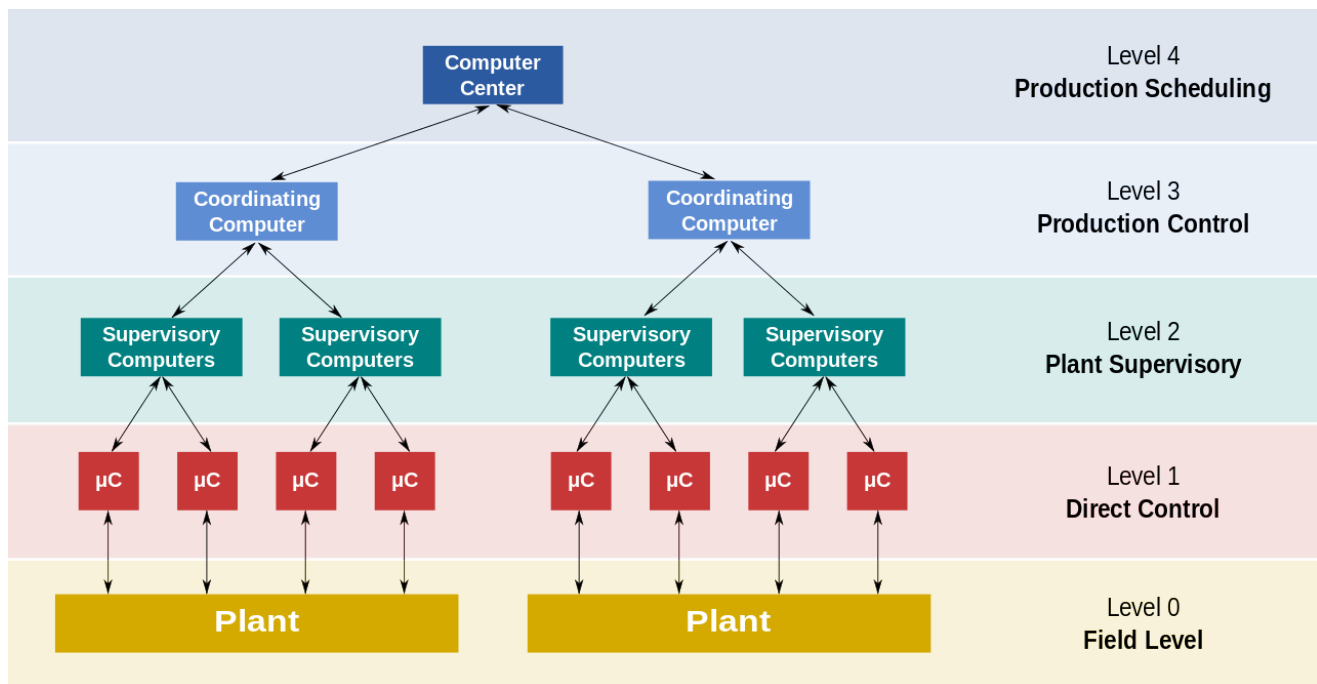 Computer
Center
Level 4
Production Scheduling
Coordinating
Computer
Coordinating
Computer
Level 3
Production Control
Supervisory
Computers
Supervisory
Computers
Supervisory
Computers
Supervisory
Computers
Level 2
Plant Supervisory
µC
µC
µC
µC
µC
µC
µC
µC
Level 1
Direct Control
Plant
Plant
Level 0
Field Level